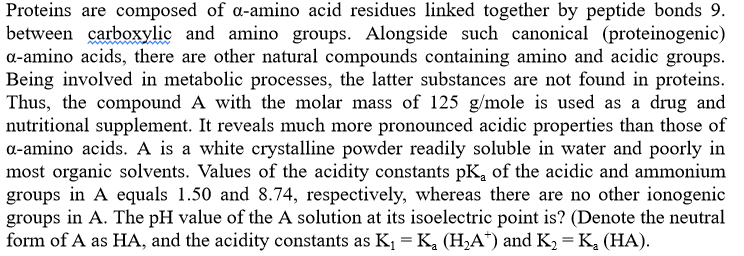 Proteins are composed of α-amino acid residues linked together by peptide bonds 9.
between carboxylic and amino groups. Alongside such canonical (proteinogenic)
α-amino acids, there are other natural compounds containing amino and acidic groups.
Being involved in metabolic processes, the latter substances are not found in proteins.
Thus, the compound A with the molar mass of 125 g/mole is used as a drug and
nutritional supplement. It reveals much more pronounced acidic properties than those of
α-amino acids. A is a white crystalline powder readily soluble in water and poorly in
most organic solvents. Values of the acidity constants pKₐ of the acidic and ammonium
groups in A equals 1.50 and 8.74, respectively, whereas there are no other ionogenic
groups in A. The pH value of the A solution at its isoelectric point is? (Denote the neutral
form of A as HA, and the acidity constants as K₁ = Kₐ (H₂A⁺) and K₂ = Kₐ (HA).